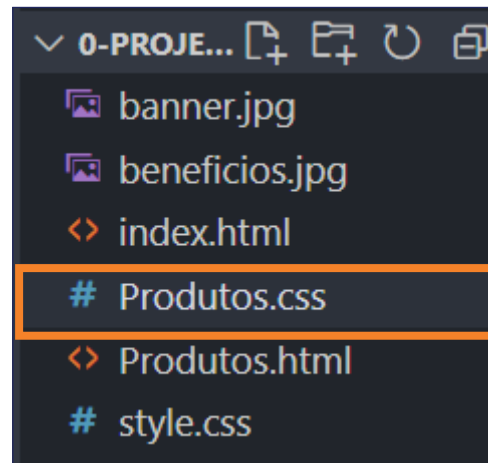 0-PROJE...
banner.jpg
beneficios.jpg
<> index.html
# Produtos.css
<> Produtos.html
# style.css